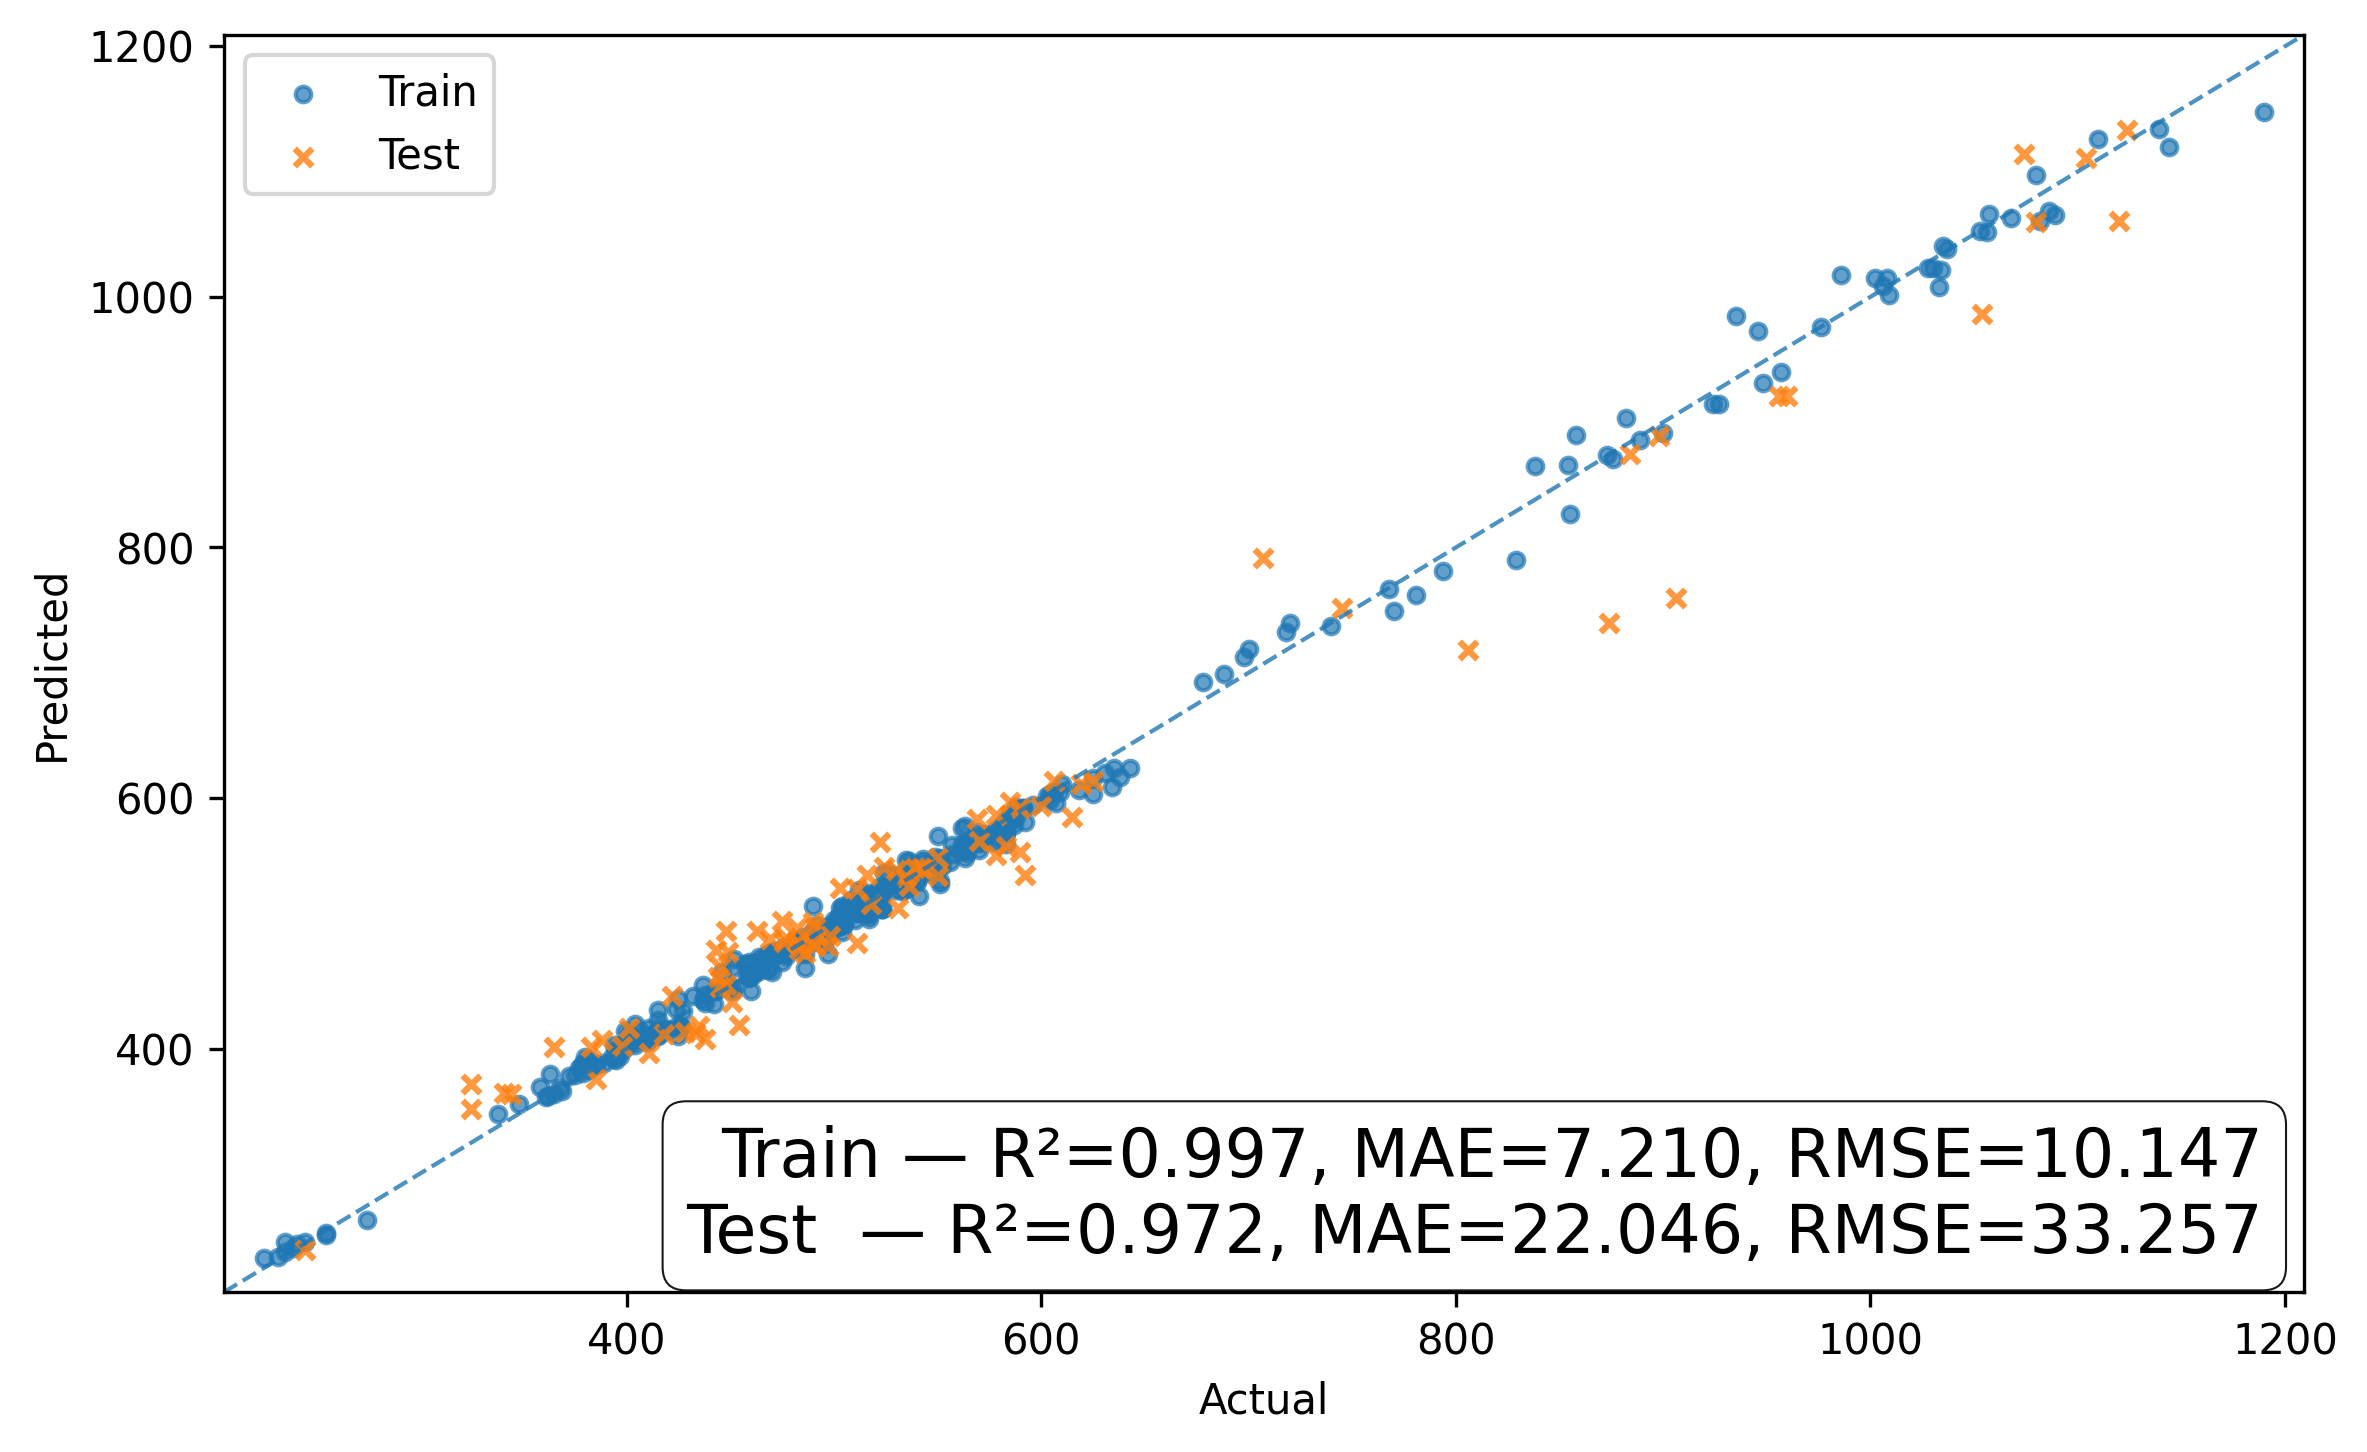 1200
1000
800
600
400
Predicted
Train
Test
Train — R²=0.997, MAE=7.210, RMSE=10.147
Test — R²=0.972, MAE=22.046, RMSE=33.257
400 600 800 1000 1200
Actual